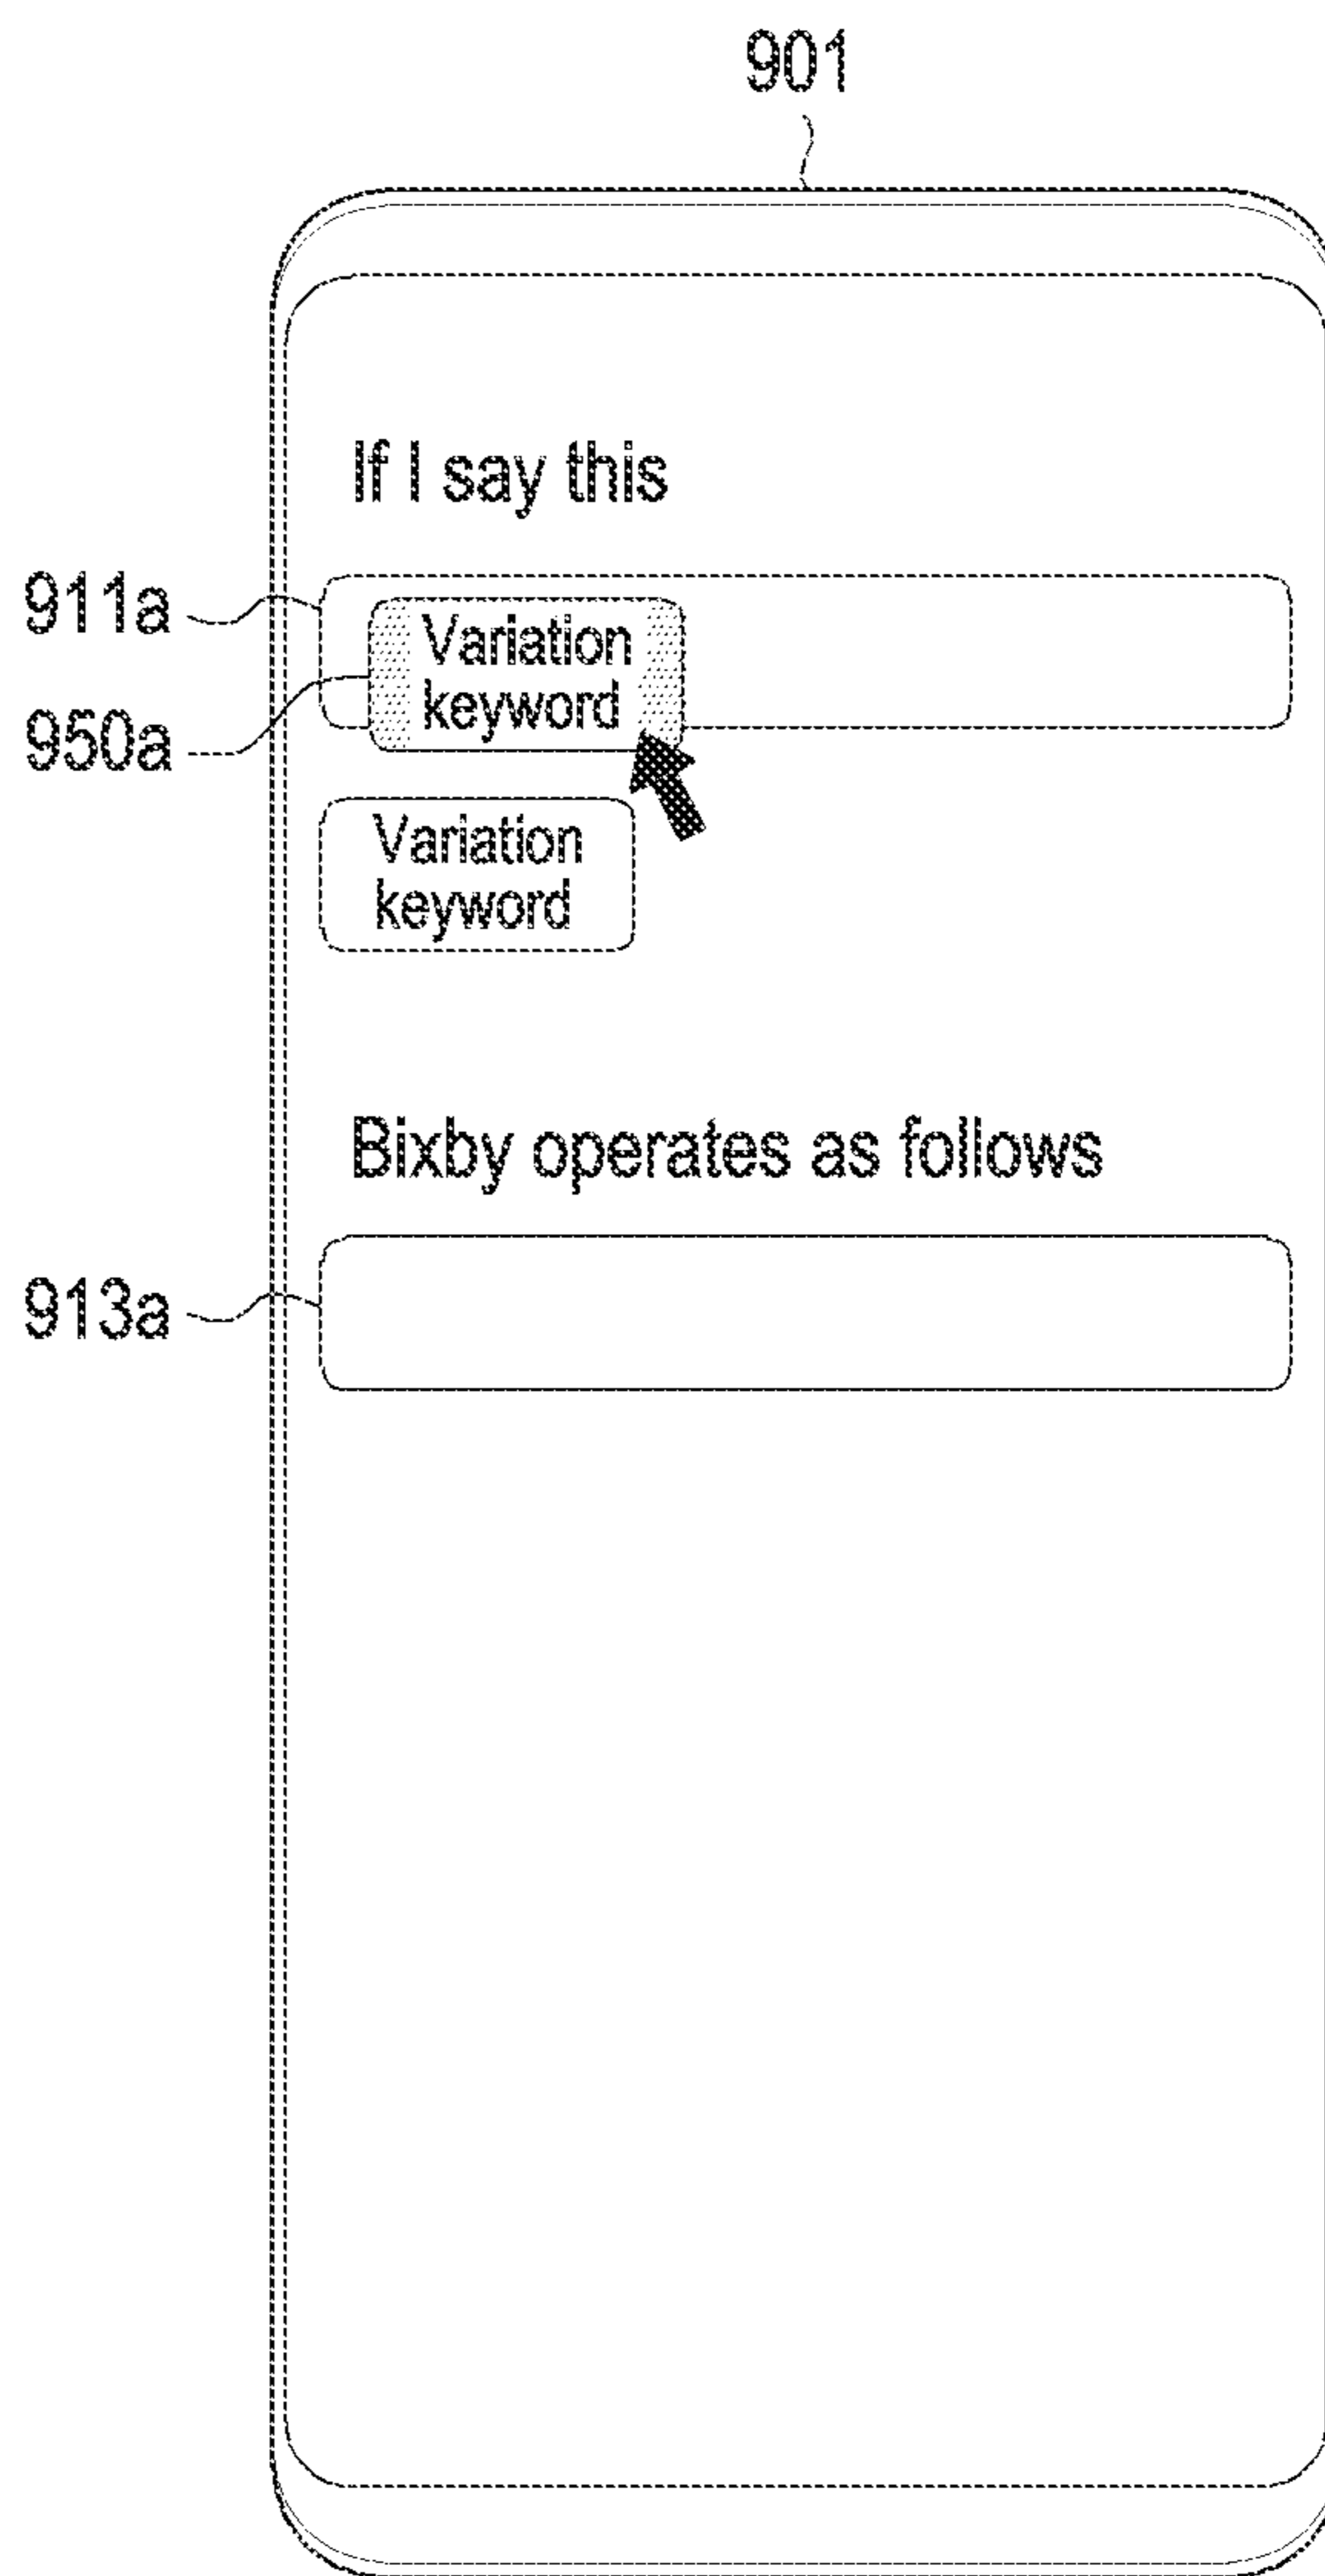 901
If I say this
911a
Variation
keyword
950a
Variation
keyword
Bixby operates as follows
913a